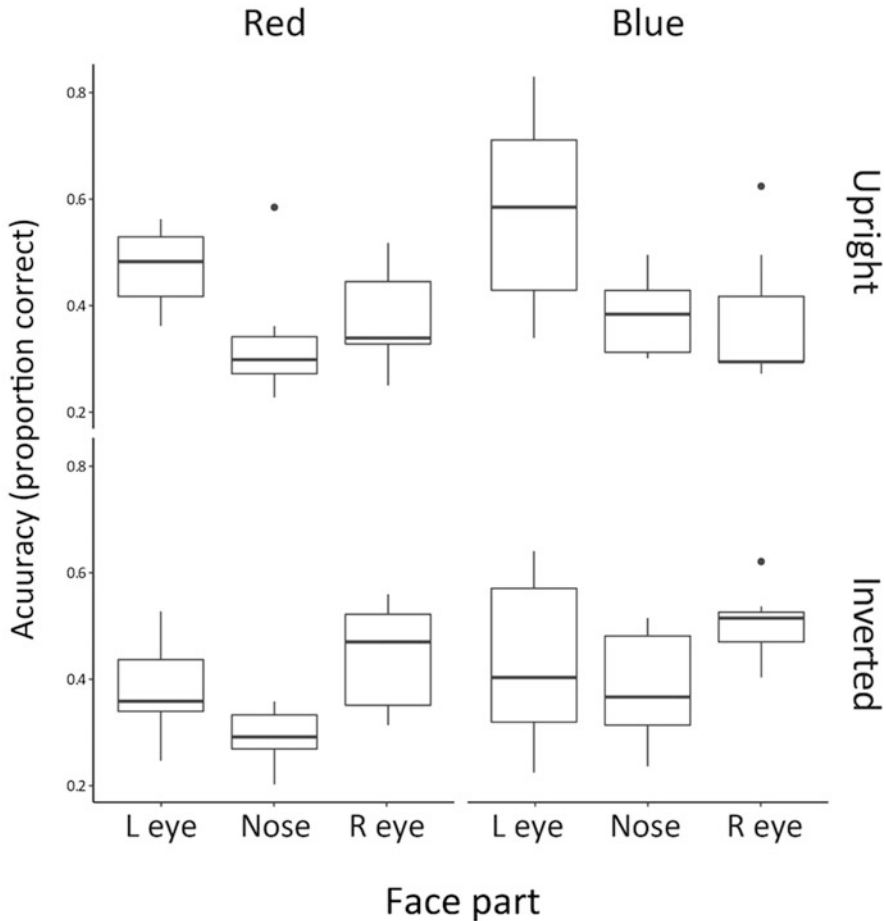 Red Blue
Acuuracy (proportion correct)
0.8
0.6
0.4
0.2
Upright
0.8
0.6
0.4
0.2
Inverted
L eye Nose R eye L eye Nose R eye
Face part